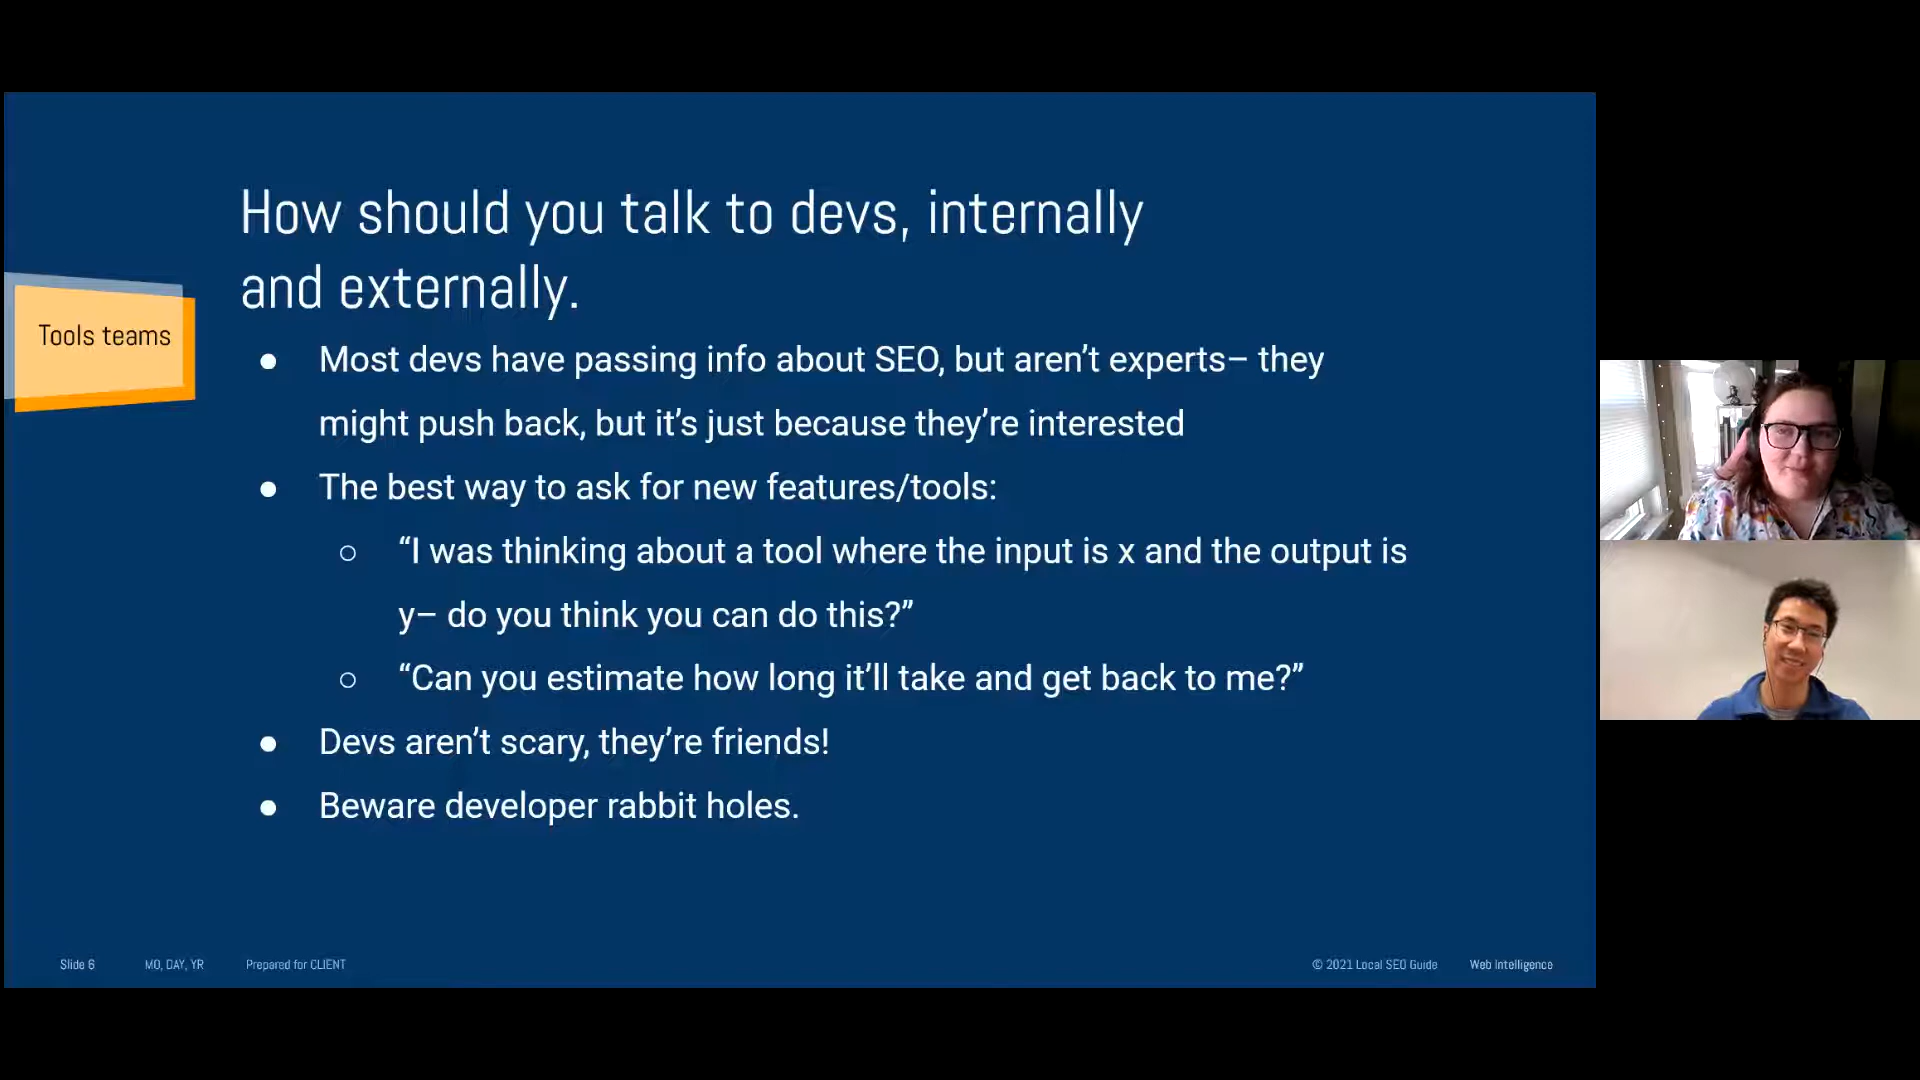 How should you talk to devs, internally
and externally.
Tools teams
● Most devs have passing info about SEO, but aren’t experts– they
might push back, but it’s just because they’re interested
● The best way to ask for new features/tools:
○ “I was thinking about a tool where the input is x and the output is
y– do you think you can do this?”
○ “Can you estimate how long it’ll take and get back to me?”
● Devs aren’t scary, they’re friends!
● Beware developer rabbit holes.
Slide 6 MO, DAY, YR Prepared for CLIENT © 2021 Local SEO Guide Web Intelligence